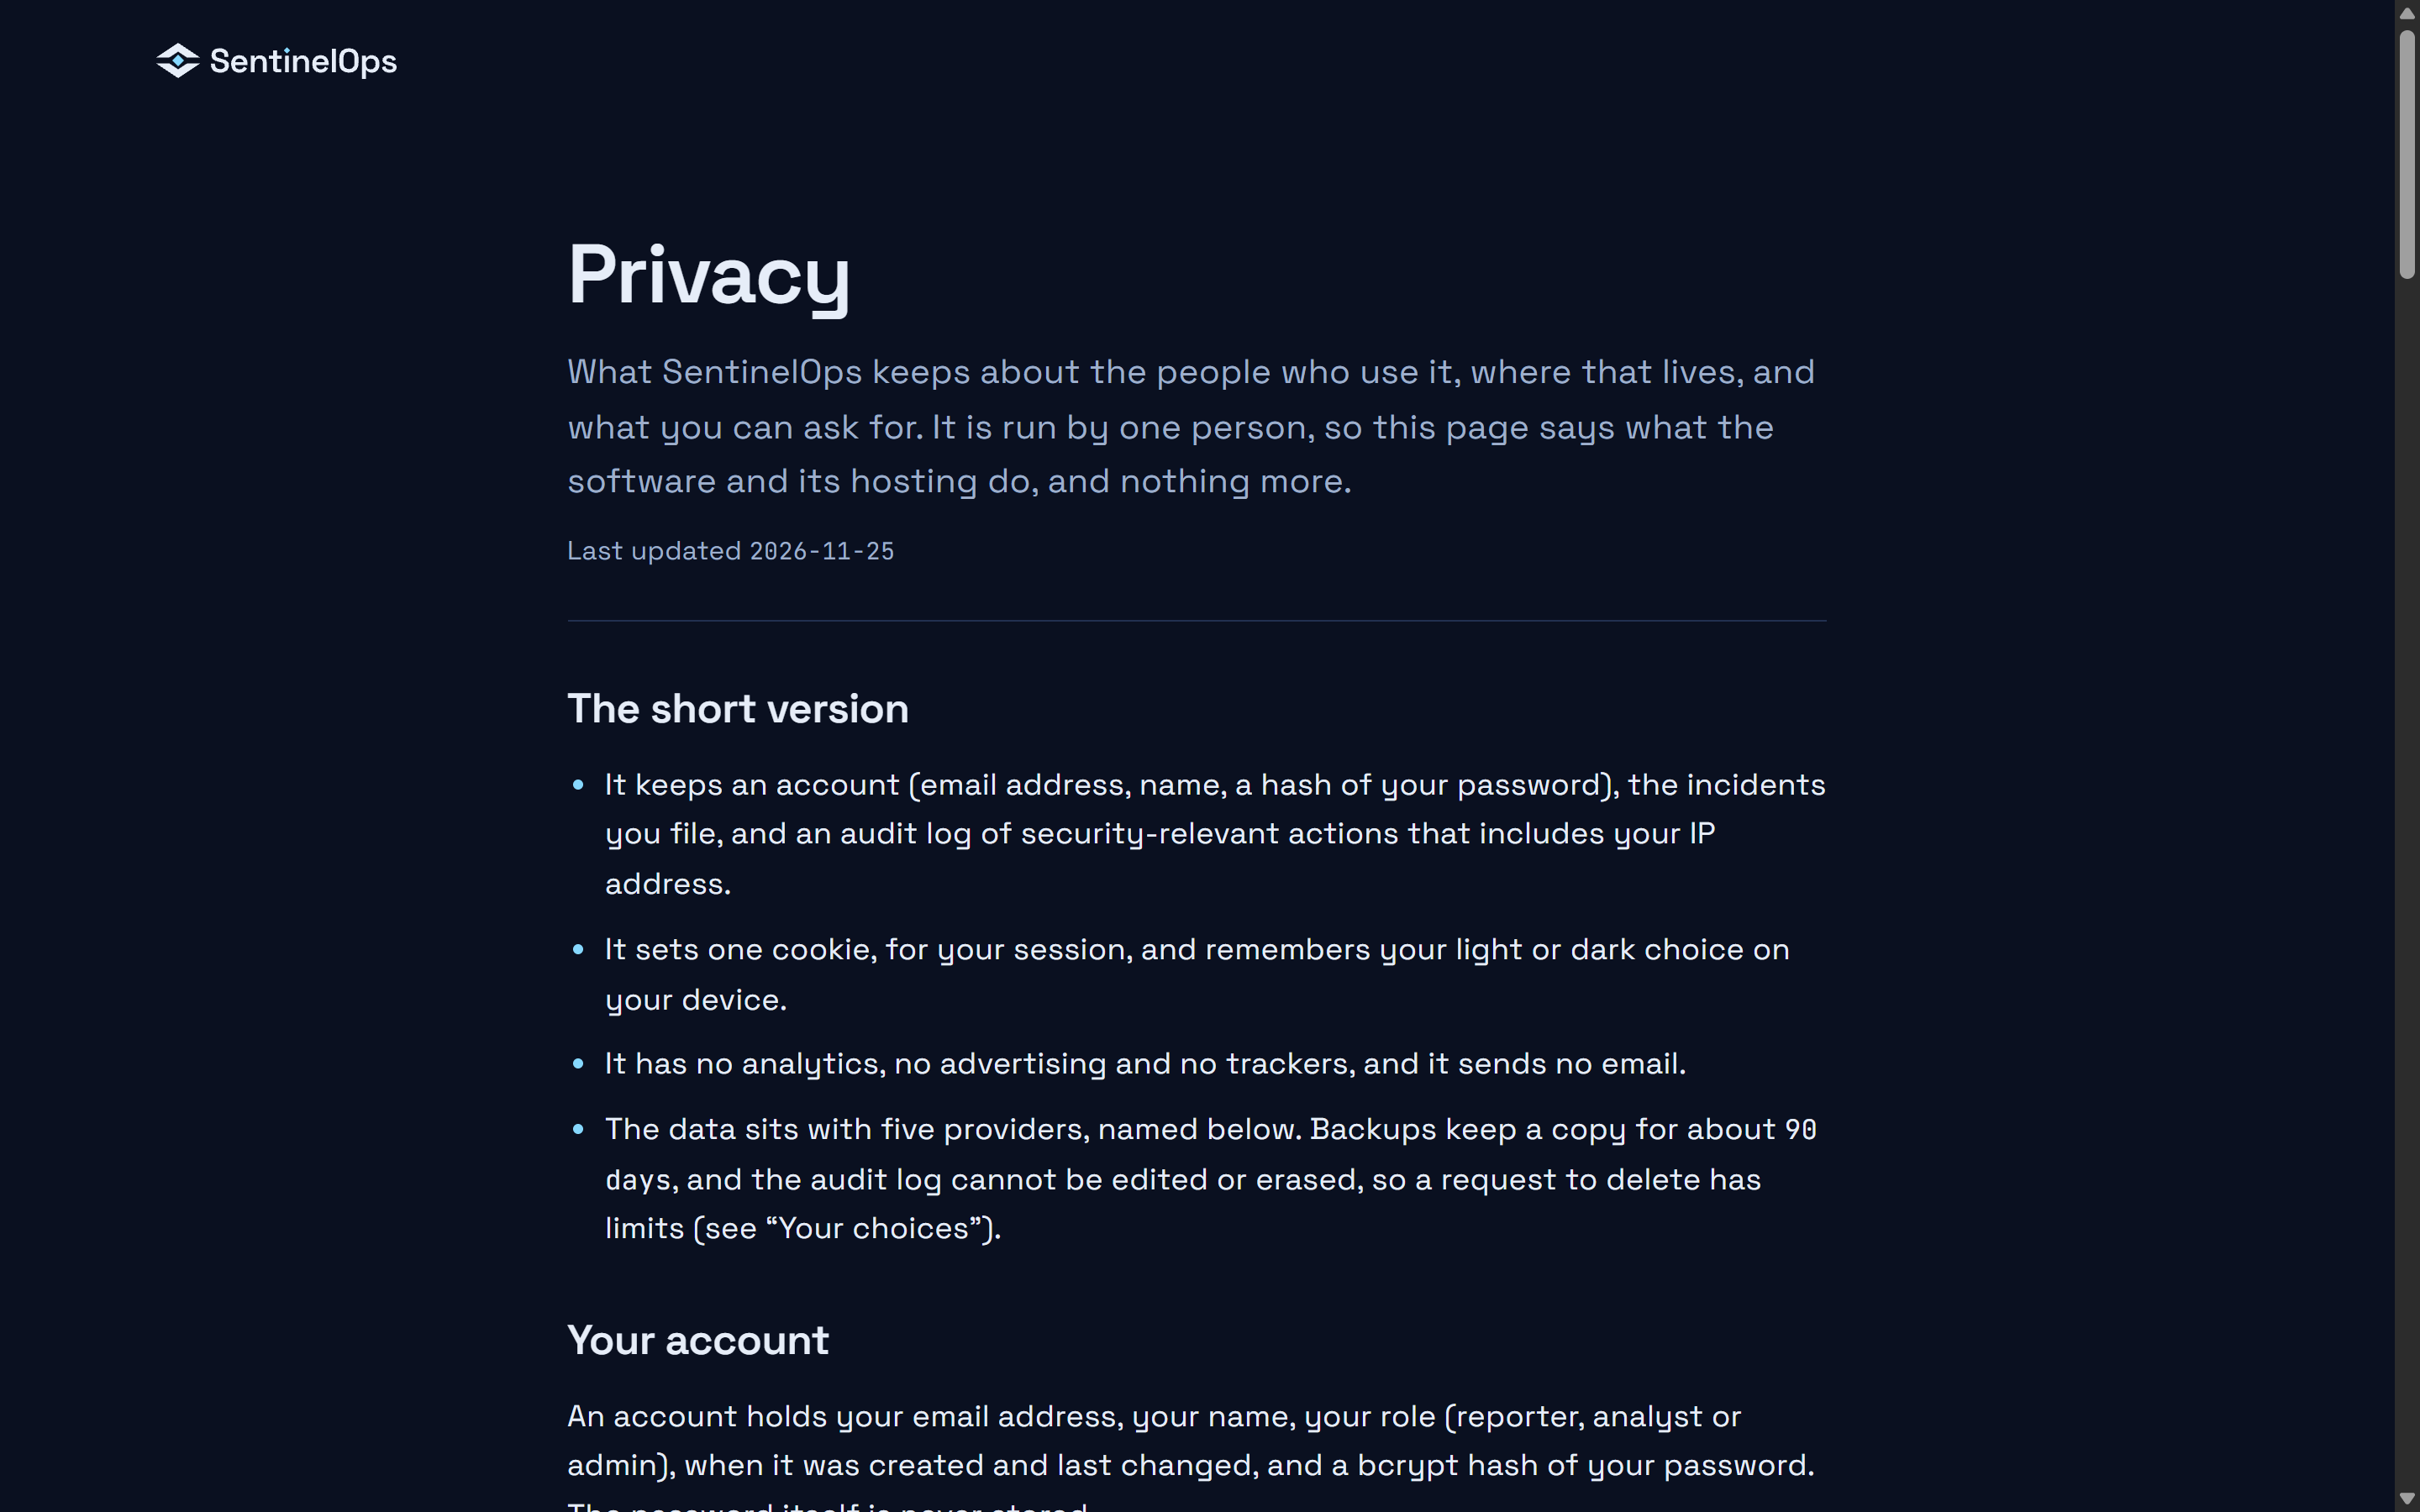 SentinelOps
Privacy
What SentinelOps keeps about the people who use it, where that lives, and
what you can ask for. It is run by one person, so this page says what the
software and its hosting do, and nothing more.
Last updated 2026-11-25
The short version
It keeps an account (email address, name, a hash of your password), the incidents
you file, and an audit log of security-relevant actions that includes your IP
address.
It sets one cookie, for your session, and remembers your light or dark choice on
your device.
It has no analytics, no advertising and no trackers, and it sends no email.
The data sits with five providers, named below. Backups keep a copy for about 90
days, and the audit log cannot be edited or erased, so a request to delete has
limits (see “Your choices”).
Your account
An account holds your email address, your name, your role (reporter, analyst or
admin), when it was created and last changed, and a bcrypt hash of your password.
The password itself is never stored.